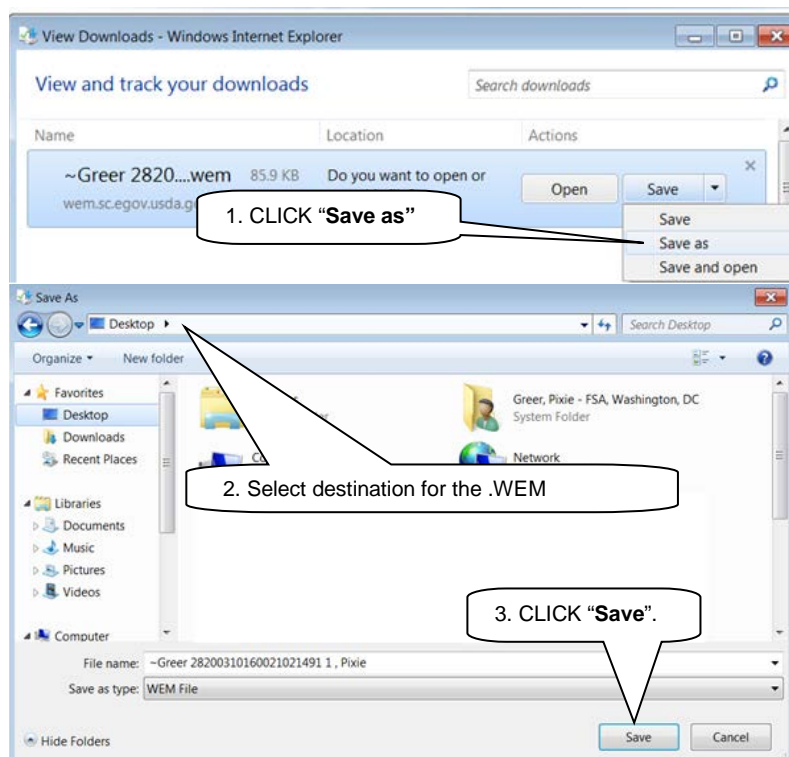 View Downloads - Windows Internet Explorer
View and track your downloads
Search downloads
Name Location Actions
~Greer 2820....wem 85.9 KB Do you want to open or
Open Save
wem.sc.egov.usda.g
1. CLICK “Save as”
Save
Save as
Save and open
Save As
Desktop
Search Desktop
Organize New folder
Favorites
Desktop
Downloads
Recent Places
Libraries
Documents
Music
Pictures
Videos
Computer
Greer, Pixie - FSA, Washington, DC
System Folder
Network
2. Select destination for the .WEM
3. CLICK “Save”.
File name: ~Greer 28200310160021021491 1 , Pixie
Save as type: WEM File
Hide Folders
Save Cancel